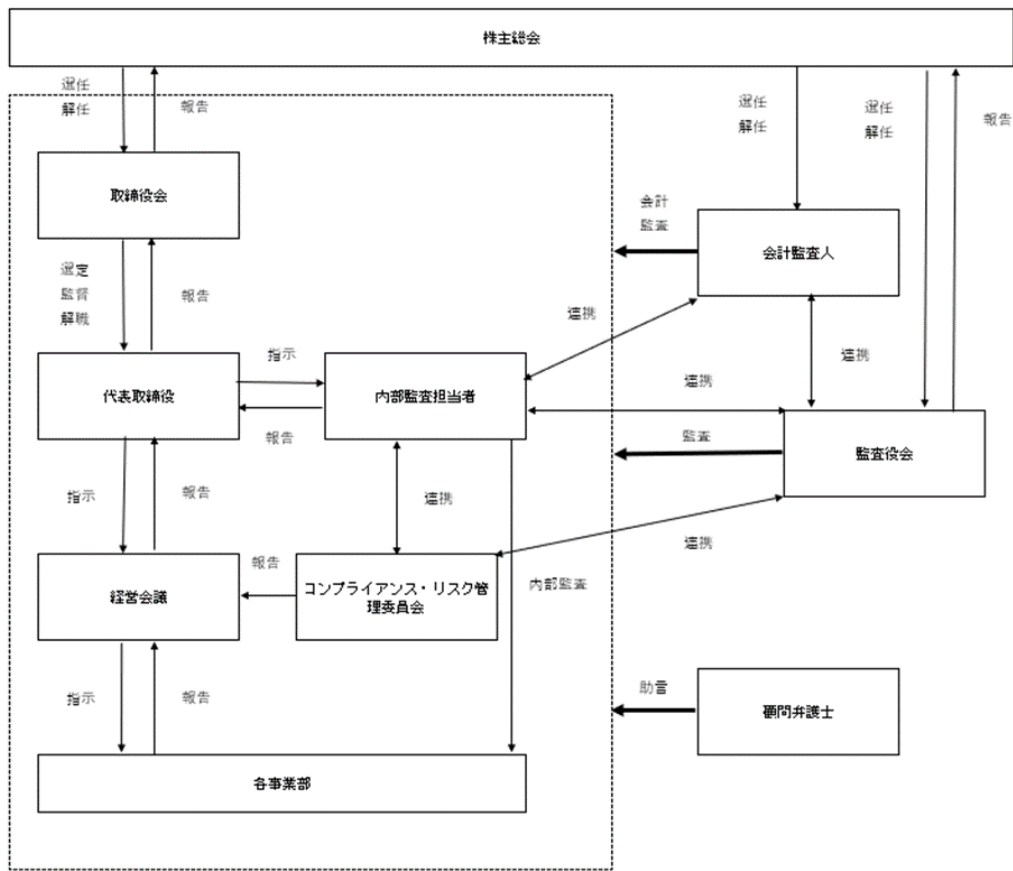 株主総会
選任
解任
報告
選任
解任
選任
解任
報告
取締役会
会計
監査
会計監査人
選定
監督
解職
報告
連携
連携
指示
代表取締役
内部監査担当者
報告
連携
監査
監査役会
指示
報告
連携
連携
報告
内部監査
経営会議
コンプライアンス・リスク管
理委員会
指示
報告
助言
顧問弁護士
各事業部